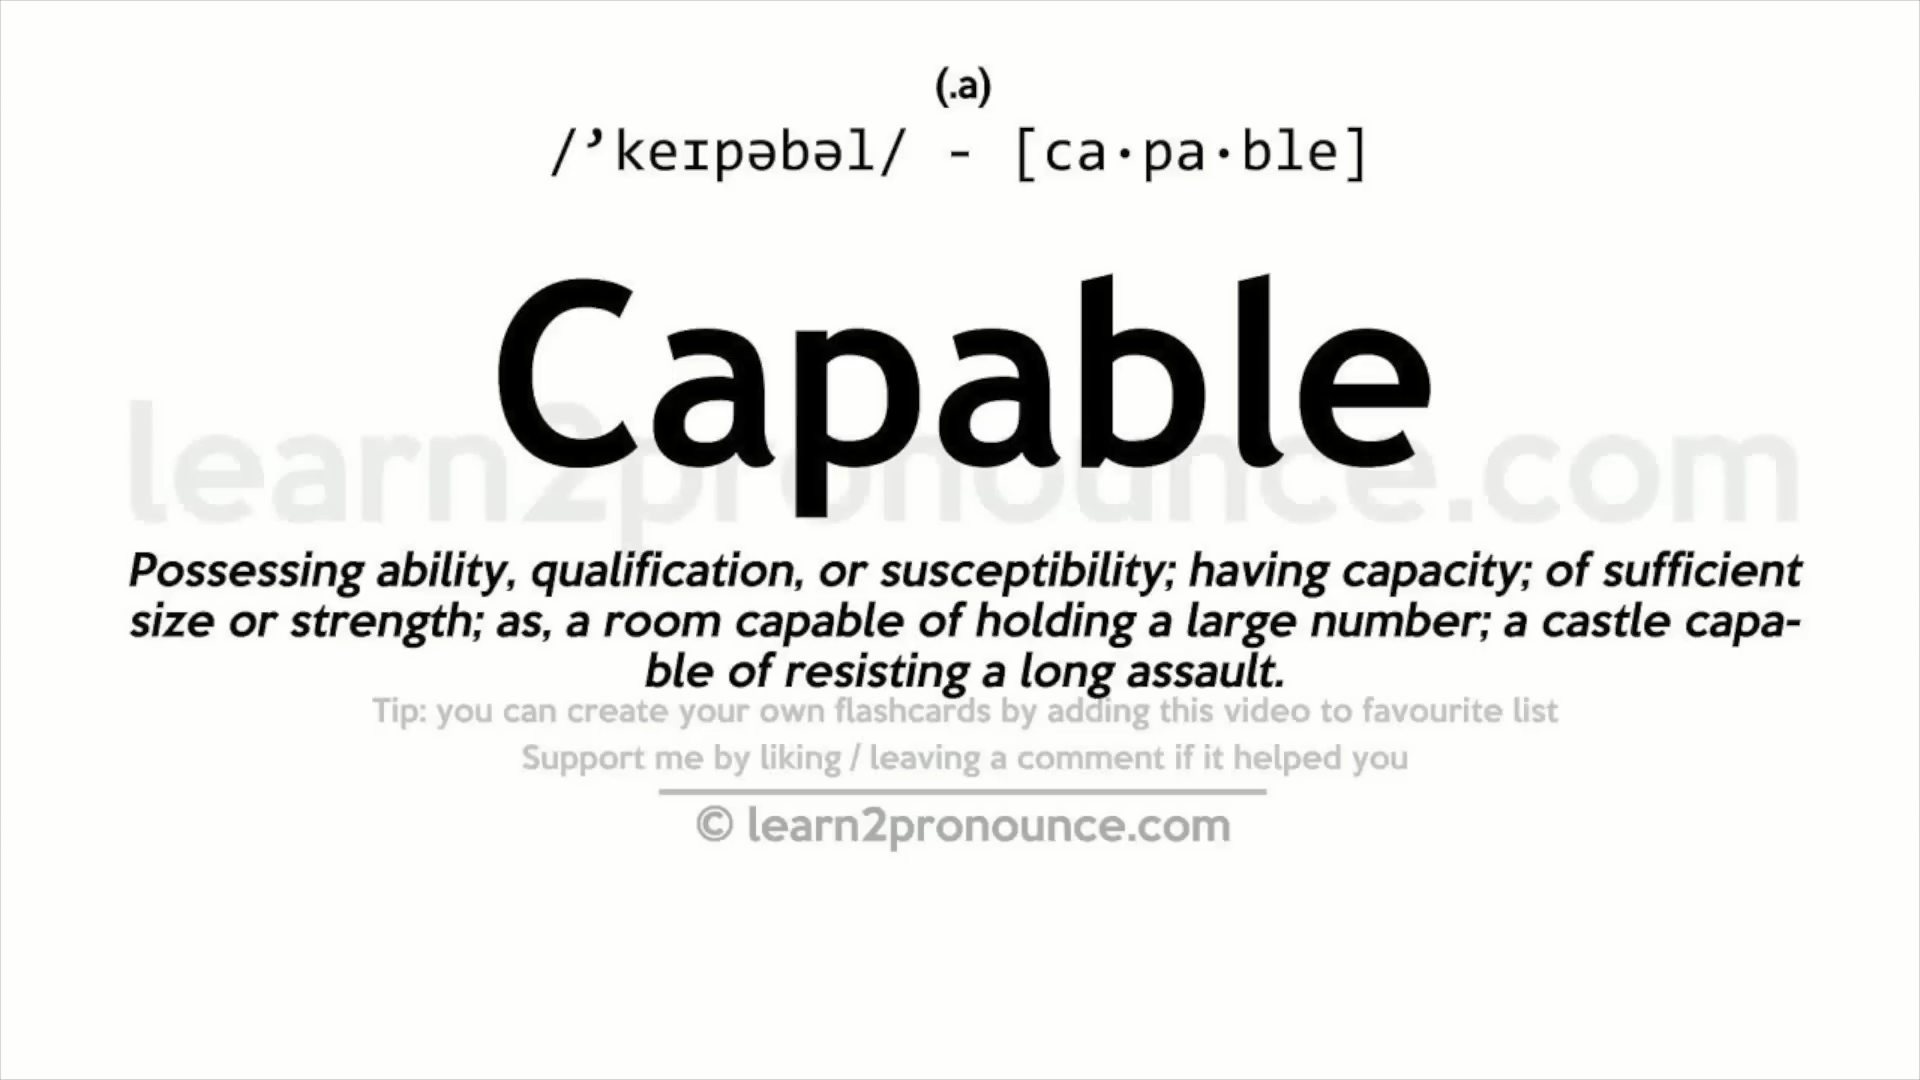 (.a)
/’keɪpəbəl/ - [ca·pa·ble]
Capable
learn2pronounce.com
Possessing ability, qualification, or susceptibility; having capacity; of sufficient
size or strength; as, a room capable of holding a large number; a castle capa-
ble of resisting a long assault.
Tip: you can create your own flashcards by adding this video to favourite list
Support me by liking / leaving a comment if it helped you
© learn2pronounce.com